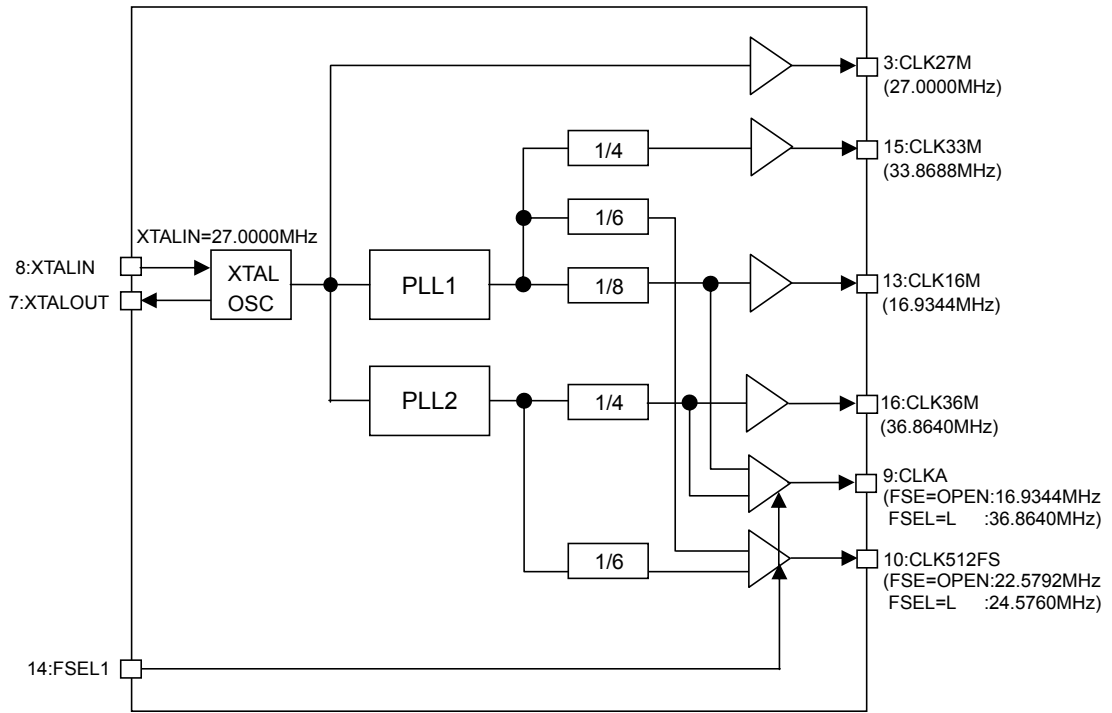 3:CLK27M
(27.0000MHz)
15:CLK33M
(33.8688MHz)
1/4
1/6
XTALIN=27.0000MHz
8:XTALIN
7:XTALOUT
XTAL
OSC
PLL1
1/8
13:CLK16M
(16.9344MHz)
PLL2
1/4
16:CLK36M
(36.8640MHz)
9:CLKA
(FSE=OPEN:16.9344MHz
FSEL=L :36.8640MHz)
1/6
10:CLK512FS
(FSE=OPEN:22.5792MHz
FSEL=L :24.5760MHz)
14:FSEL1